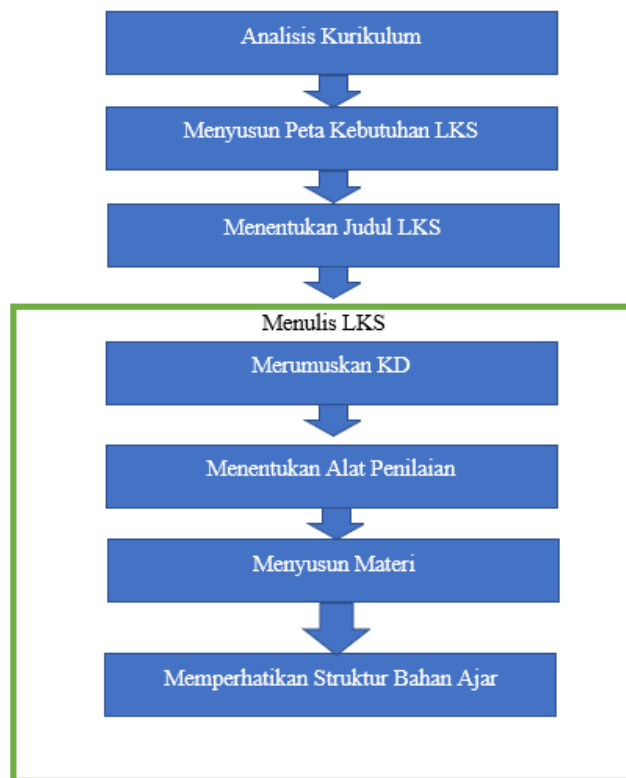 Analisis Kurikulum
Menyusun Peta Kebutuhan LKS
Menentukan Judul LKS
Menulis LKS
Merumuskan KD
Menentukan Alat Penilaian
Menyusun Materi
Memperhatikan Struktur Bahan Ajar